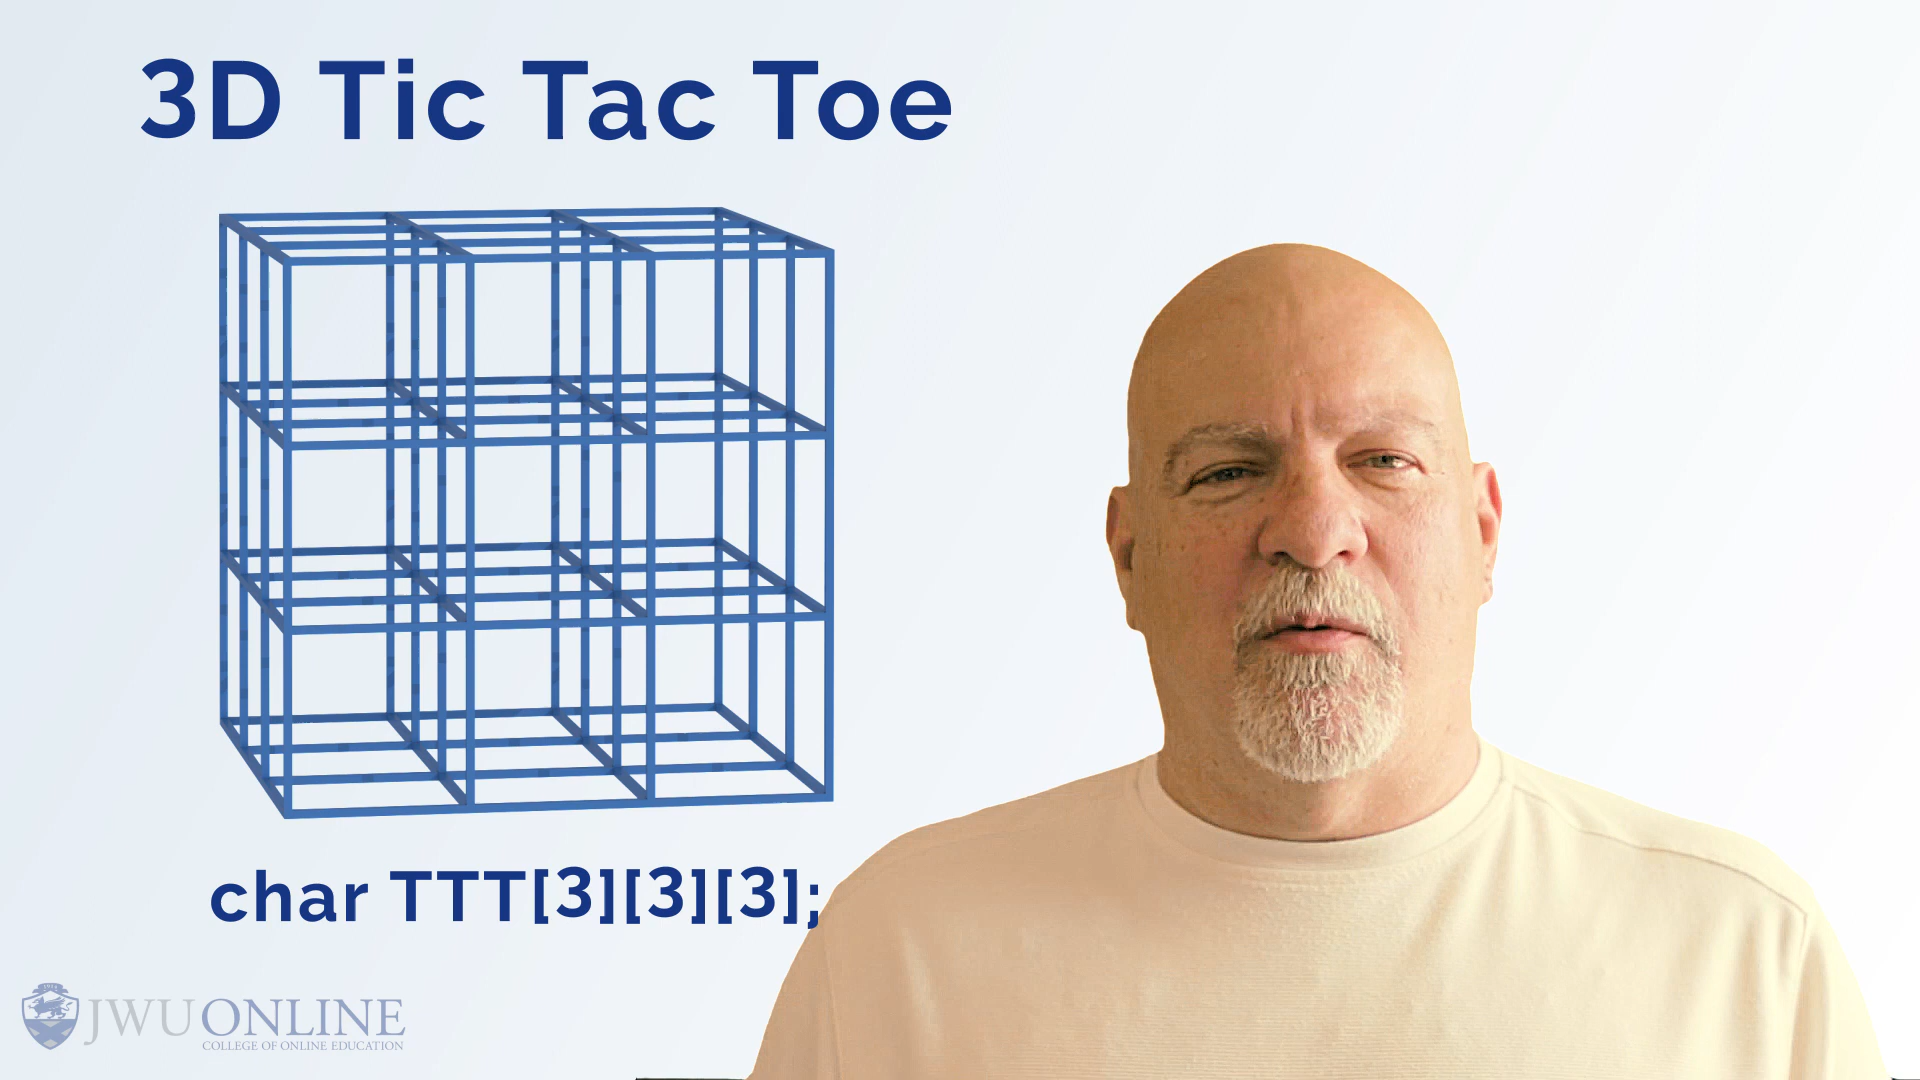 3D Tic Tac Toe
char TTT[3][3][3];
JWU ONLINE
COLLEGE OF ONLINE EDUCATION